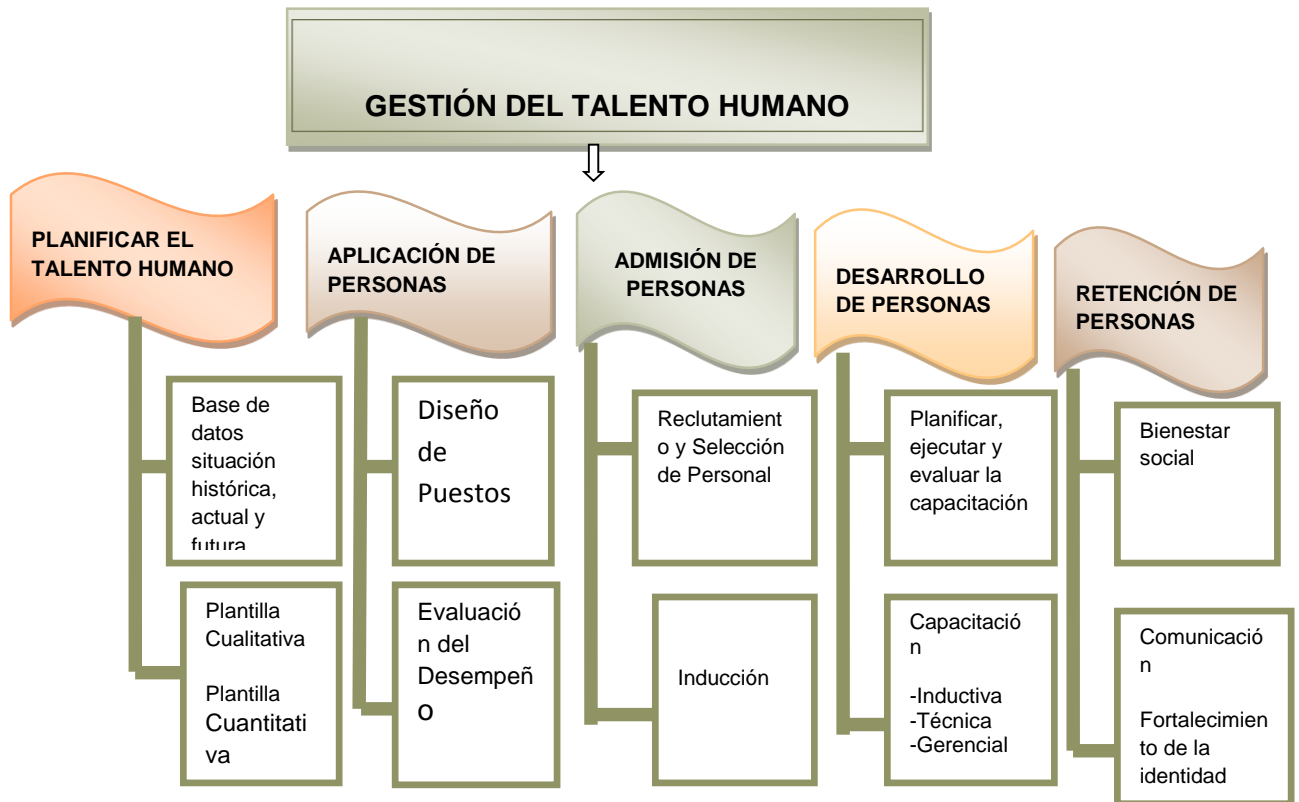 GESTIÓN DEL TALENTO HUMANO
PLANIFICAR EL
TALENTO HUMANO
Base de
datos
situación
histórica,
actual y
futura
Plantilla
Cualitativa
Plantilla
Cuantitati
va
APLICACIÓN DE
PERSONAS
Diseño
de
Puestos
Evaluació
n del
Desempeñ
o
ADMISIÓN DE
PERSONAS
Reclutamient
o y Selección
de Personal
Inducción
DESARROLLO
DE PERSONAS
Planificar,
ejecutar y
evaluar la
capacitación
Capacitació
n
-Inductiva
-Técnica
-Gerencial
RETENCIÓN DE
PERSONAS
Bienestar
social
Comunicació
n
Fortalecimien
to de la
identidad